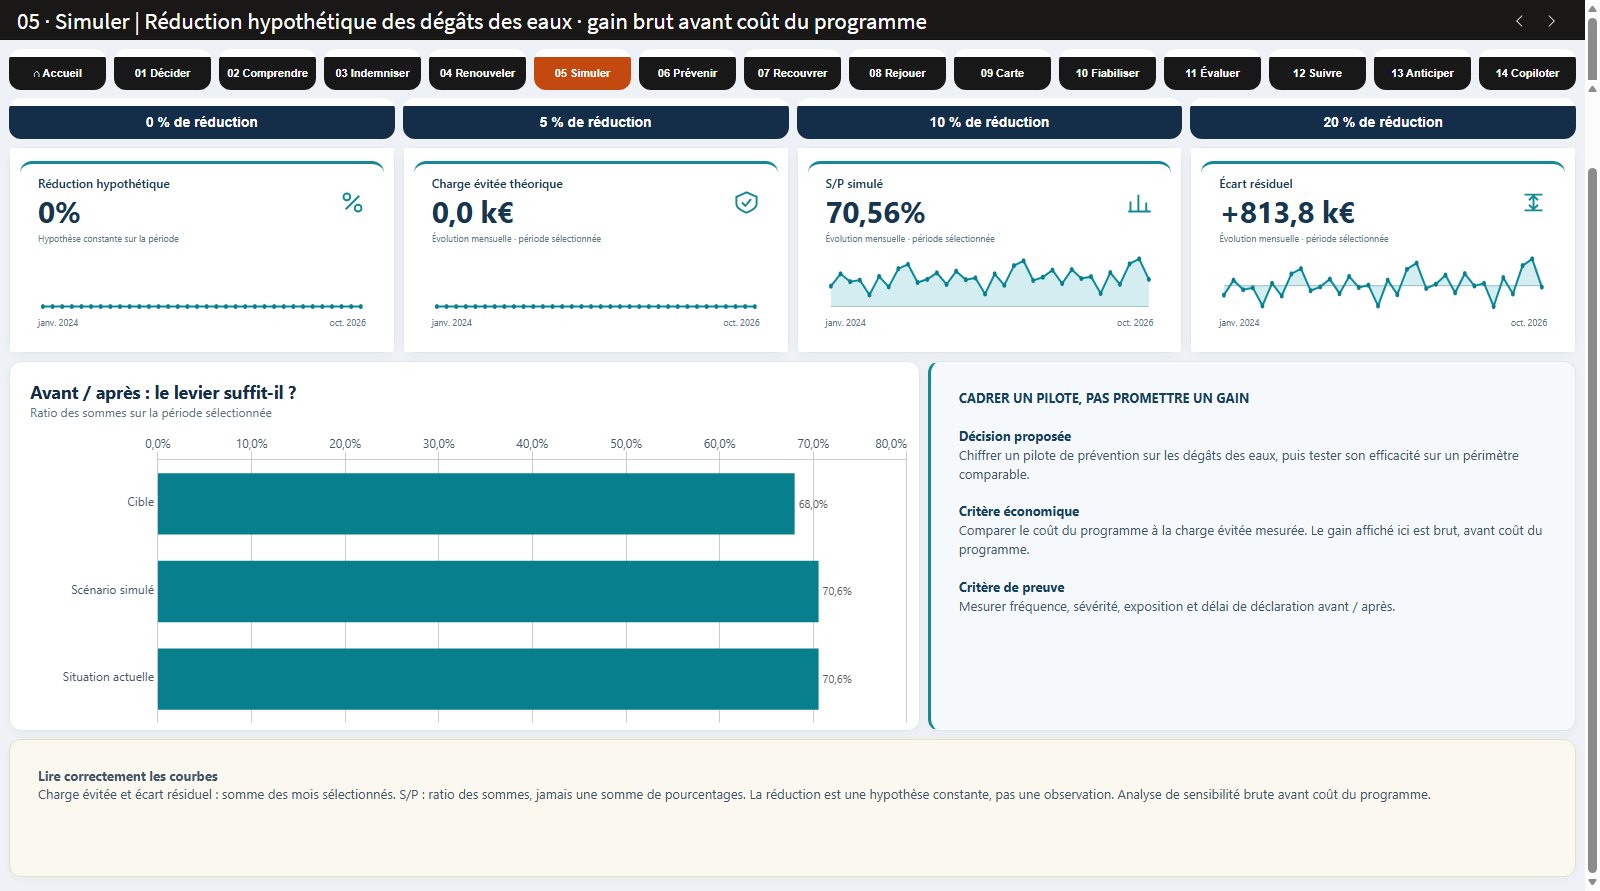 05 · Simuler | Réduction hypothétique des dégâts des eaux · gain brut avant coût du programme
Accueil
01 Décider
02 Comprendre
03 Indemniser
04 Renouveler
05 Simuler
06 Prévenir
07 Recouvrer
08 Rejouer
09 Carte
10 Fiabiliser
11 Évaluer
12 Suivre
13 Anticiper
14 Copiloter
0 % de réduction
5 % de réduction
10 % de réduction
20 % de réduction
Réduction hypothétique
0%
Hypothèse constante sur la période
janv. 2024
oct. 2026
Charge évitée théorique
0,0 k€
Évolution mensuelle · période sélectionnée
janv. 2024
oct. 2026
S/P simulé
70,56%
Évolution mensuelle · période sélectionnée
janv. 2024
oct. 2026
Écart résiduel
+813,8 k€
Évolution mensuelle · période sélectionnée
janv. 2024
oct. 2026
Avant / après : le levier suffit-il ?
Ratio des sommes sur la période sélectionnée
0,0%
10,0%
20,0%
30,0%
40,0%
50,0%
60,0%
70,0%
80,0%
Cible
68,0%
Scénario simulé
70,6%
Situation actuelle
70,6%
CADRER UN PILOTE, PAS PROMETTRE UN GAIN
Décision proposée
Chiffrer un pilote de prévention sur les dégâts des eaux, puis tester son efficacité sur un périmètre
comparable.
Critère économique
Comparer le coût du programme à la charge évitée mesurée. Le gain affiché ici est brut, avant coût du
programme.
Critère de preuve
Mesurer fréquence, sévérité, exposition et délai de déclaration avant / après.
Lire correctement les courbes
Charge évitée et écart résiduel : somme des mois sélectionnés. S/P : ratio des sommes, jamais une somme de pourcentages. La réduction est une hypothèse constante, pas une observation. Analyse de sensibilité brute avant coût du programme.